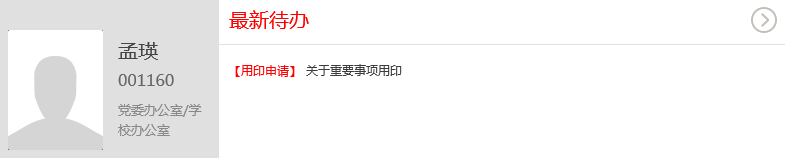 孟瑛
001160
党委办公室/学
校办公室
最新待办
【用印申请】 关于重要事项用印